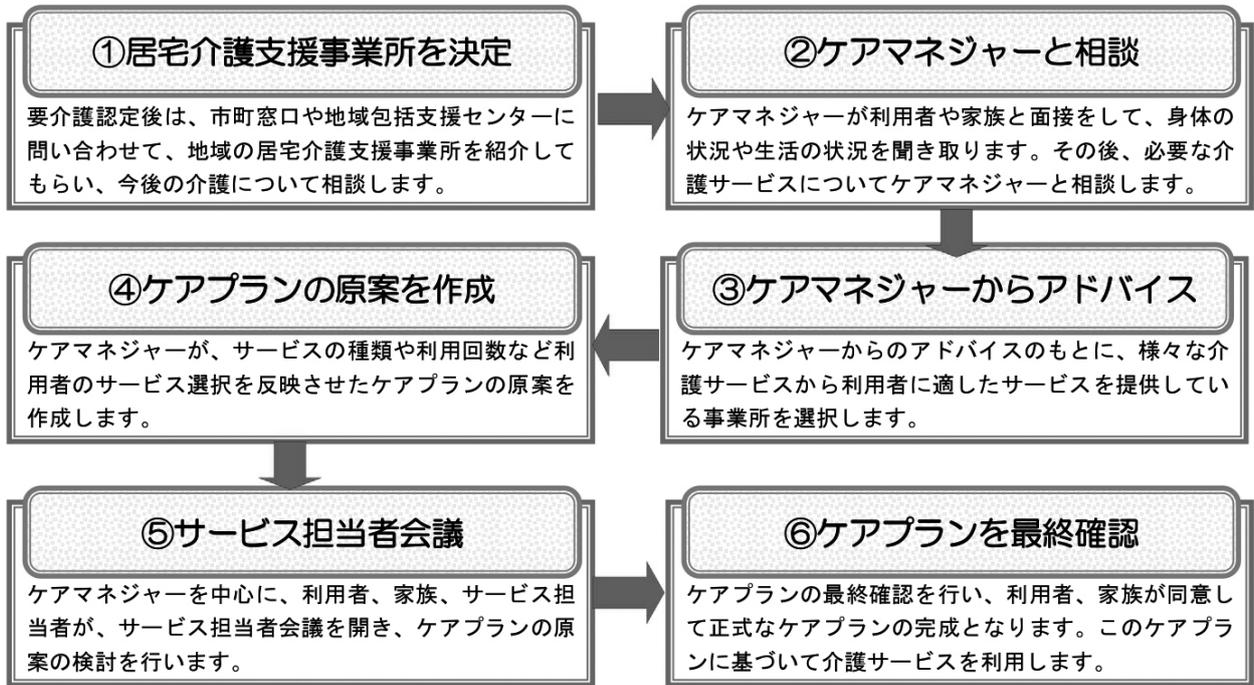 ①居宅介護支援事業所を決定
要介護認定後は、市町窓口や地域包括支援センターに
問い合わせて、地域の居宅介護支援事業所を紹介して
もらい、今後の介護について相談します。
②ケアマネジャーと相談
ケアマネジャーが利用者や家族と面接をして、身体の
状況や生活の状況を聞き取ります。その後、必要な介
護サービスについてケアマネジャーと相談します。
③ケアマネジャーからアドバイス
ケアマネジャーからのアドバイスのもとに、様々な介
護サービスから利用者に適したサービスを提供してい
る事業所を選択します。
④ケアプランの原案を作成
ケアマネジャーが、サービスの種類や利用回数など利
用者のサービス選択を反映させたケアプランの原案を
作成します。
⑤サービス担当者会議
ケアマネジャーを中心に、利用者、家族、サービス担
当者が、サービス担当者会議を開き、ケアプランの原
案の検討を行います。
⑥ケアプランを最終確認
ケアプランの最終確認を行い、利用者、家族が同意し
て正式なケアプランの完成となります。このケアプラ
ンに基づいて介護サービスを利用します。